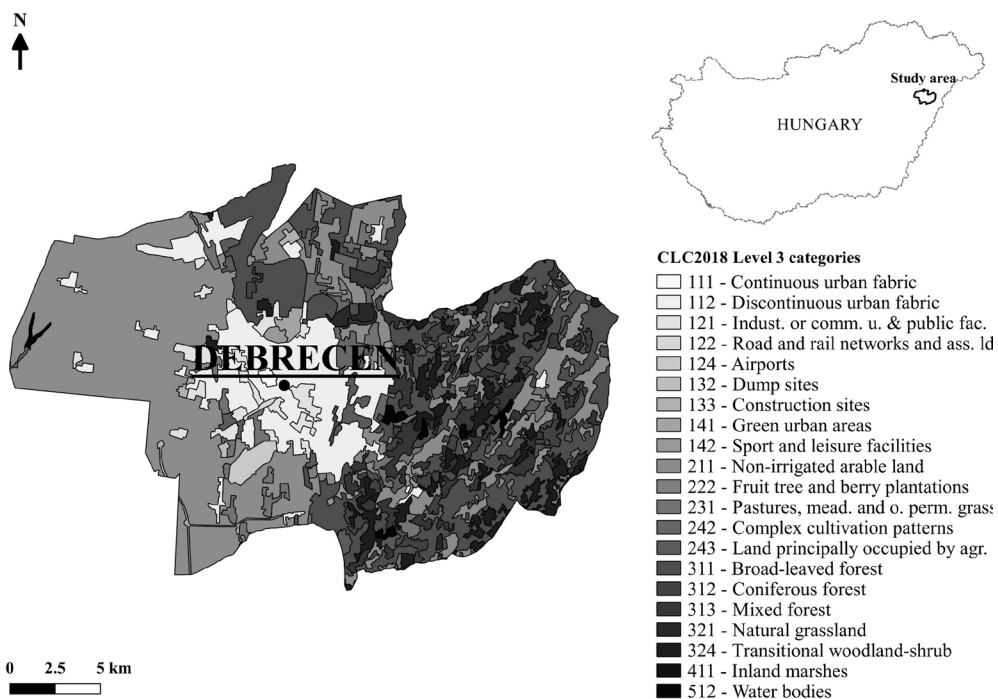 N
Study area
HUNGARY
DEBRECEN
CLC2018 Level 3 categories
111 - Continuous urban fabric
112 - Discontinuous urban fabric
121 - Indust. or comm. u. & public fac.
122 - Road and rail networks and ass. ld
124 - Airports
132 - Dump sites
133 - Construction sites
141 - Green urban areas
142 - Sport and leisure facilities
211 - Non-irrigated arable land
222 - Fruit tree and berry plantations
231 - Pastures, mead. and o. perm. grass
242 - Complex cultivation patterns
243 - Land principally occupied by agr.
311 - Broad-leaved forest
312 - Coniferous forest
313 - Mixed forest
321 - Natural grassland
324 - Transitional woodland-shrub
411 - Inland marshes
512 - Water bodies
0 2.5 5 km